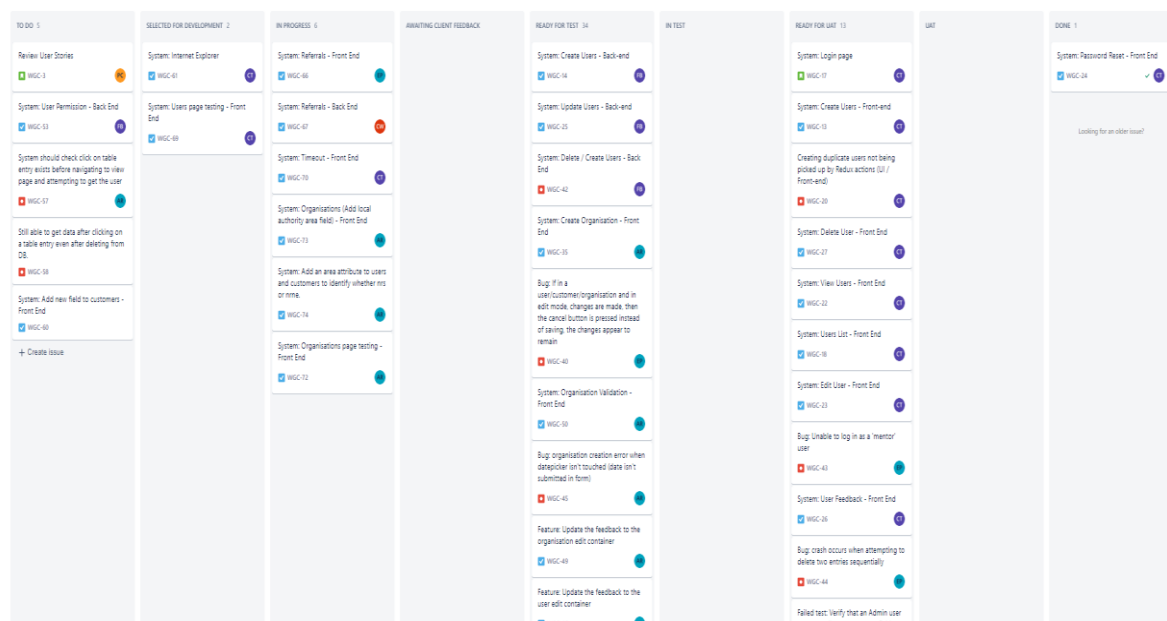 TO DO 5
Review User Stories
WGC-3
PC
System: User Permission - Back End
WGC-53
FB
System should check click on table
entry exists before navigating to view
page and attempting to get the user
WGC-57
AR
Still able to get data after clicking on
a table entry even after deleting from
DB.
WGC-58
System: Add new field to customers -
Front End
WGC-60
+ Create issue
SELECTED FOR DEVELOPMENT 2
System: Internet Explorer
WGC-61
CT
System: Users page testing - Front
End
WGC-69
CT
IN PROGRESS 6
System: Referrals - Front End
WGC-66
EP
System: Referrals - Back End
WGC-67
CW
System: Timeout - Front End
WGC-70
CT
System: Organisations (Add local
authority area field) - Front End
WGC-73
AR
System: Add an area attribute to users
and customers to identify whether nrs
or nrne.
WGC-74
AR
System: Organisations page testing -
Front End
WGC-72
AR
AWAITING CLIENT FEEDBACK
READY FOR TEST 34
System: Create Users - Back-end
WGC-14
FB
System: Update Users - Back-end
WGC-25
FB
System: Delete / Create Users - Back
End
WGC-42
FB
System: Create Organisation - Front
End
WGC-35
AR
Bug: If in a
user/customer/organisation and in
edit mode, changes are made, then
the cancel button is pressed instead
of saving, the changes appear to
remain
WGC-40
EP
System: Organisation Validation -
Front End
WGC-50
AR
Bug: organisation creation error when
datepicker isn't touched (date isn't
submitted in form)
WGC-45
AR
Feature: Update the feedback to the
organisation edit container
WGC-49
AR
Feature: Update the feedback to the
user edit container
IN TEST
READY FOR UAT 13
System: Login page
WGC-17
CT
System: Create Users - Front-end
WGC-13
CT
Creating duplicate users not being
picked up by Redux actions (UI /
Front-end)
WGC-20
CT
System: Delete User - Front End
WGC-27
CT
System: View Users - Front End
WGC-22
CT
System: Users List - Front End
WGC-18
CT
System: Edit User - Front End
WGC-23
CT
Bug: Unable to log in as a 'mentor'
user
WGC-43
EP
System: User Feedback - Front End
WGC-26
CT
Bug: crash occurs when attempting to
delete two entries sequentially
WGC-44
EP
Failed test: Verify that an Admin user
UAT
DONE 1
System: Password Reset - Front End
WGC-24
CT
Looking for an older issue?